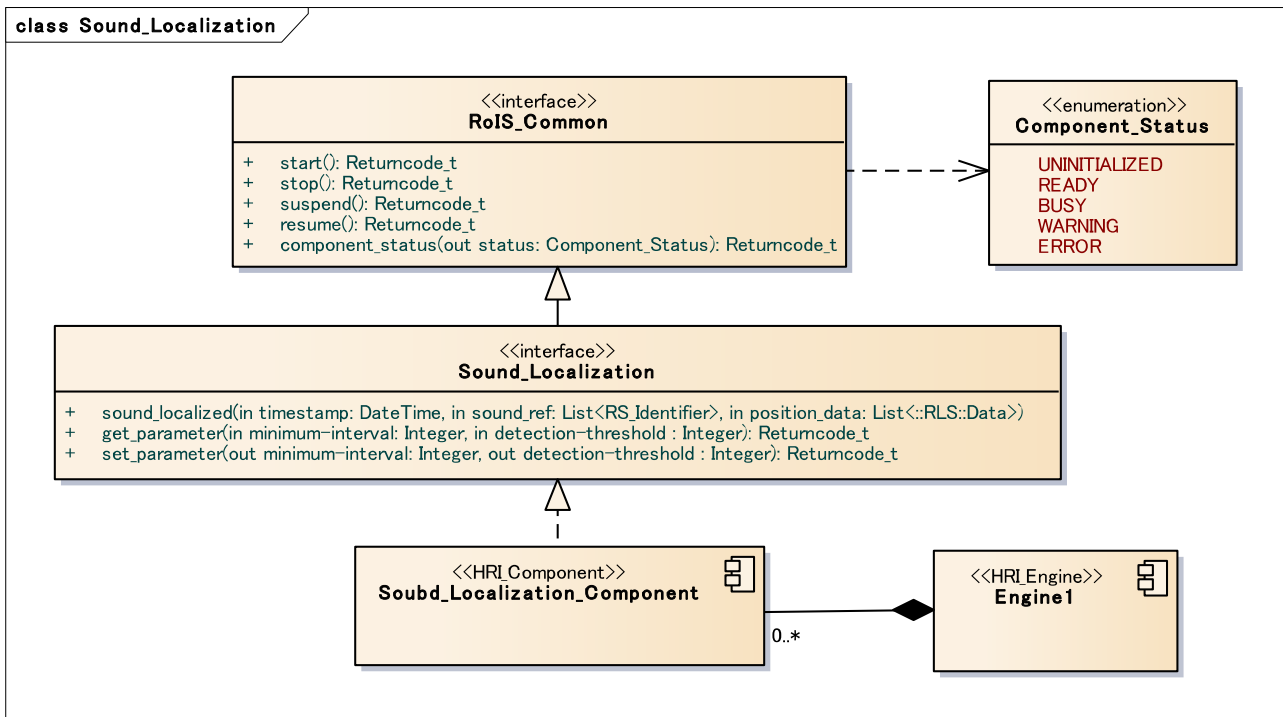 class Sound_Localization
<<interface>>
RoIS_Common
+ start(): Returncode_t
+ stop(): Returncode_t
+ suspend(): Returncode_t
+ resume(): Returncode_t
+ component_status(out status: Component_Status): Returncode_t
<<enumeration>>
Component_Status
UNINITIALIZED
READY
BUSY
WARNING
ERROR
<<interface>>
Sound_Localization
+ sound_localized(in timestamp: DateTime, in sound_ref: List<RS_Identifier>, in position_data: List<::RLS::Data>)
+ get_parameter(in minimum-interval: Integer, in detection-threshold : Integer): Returncode_t
+ set_parameter(out minimum-interval: Integer, out detection-threshold : Integer): Returncode_t
<<HRI_Component>>
Soubd_Localization_Component
0..*
<<HRI_Engine>>
Engine1